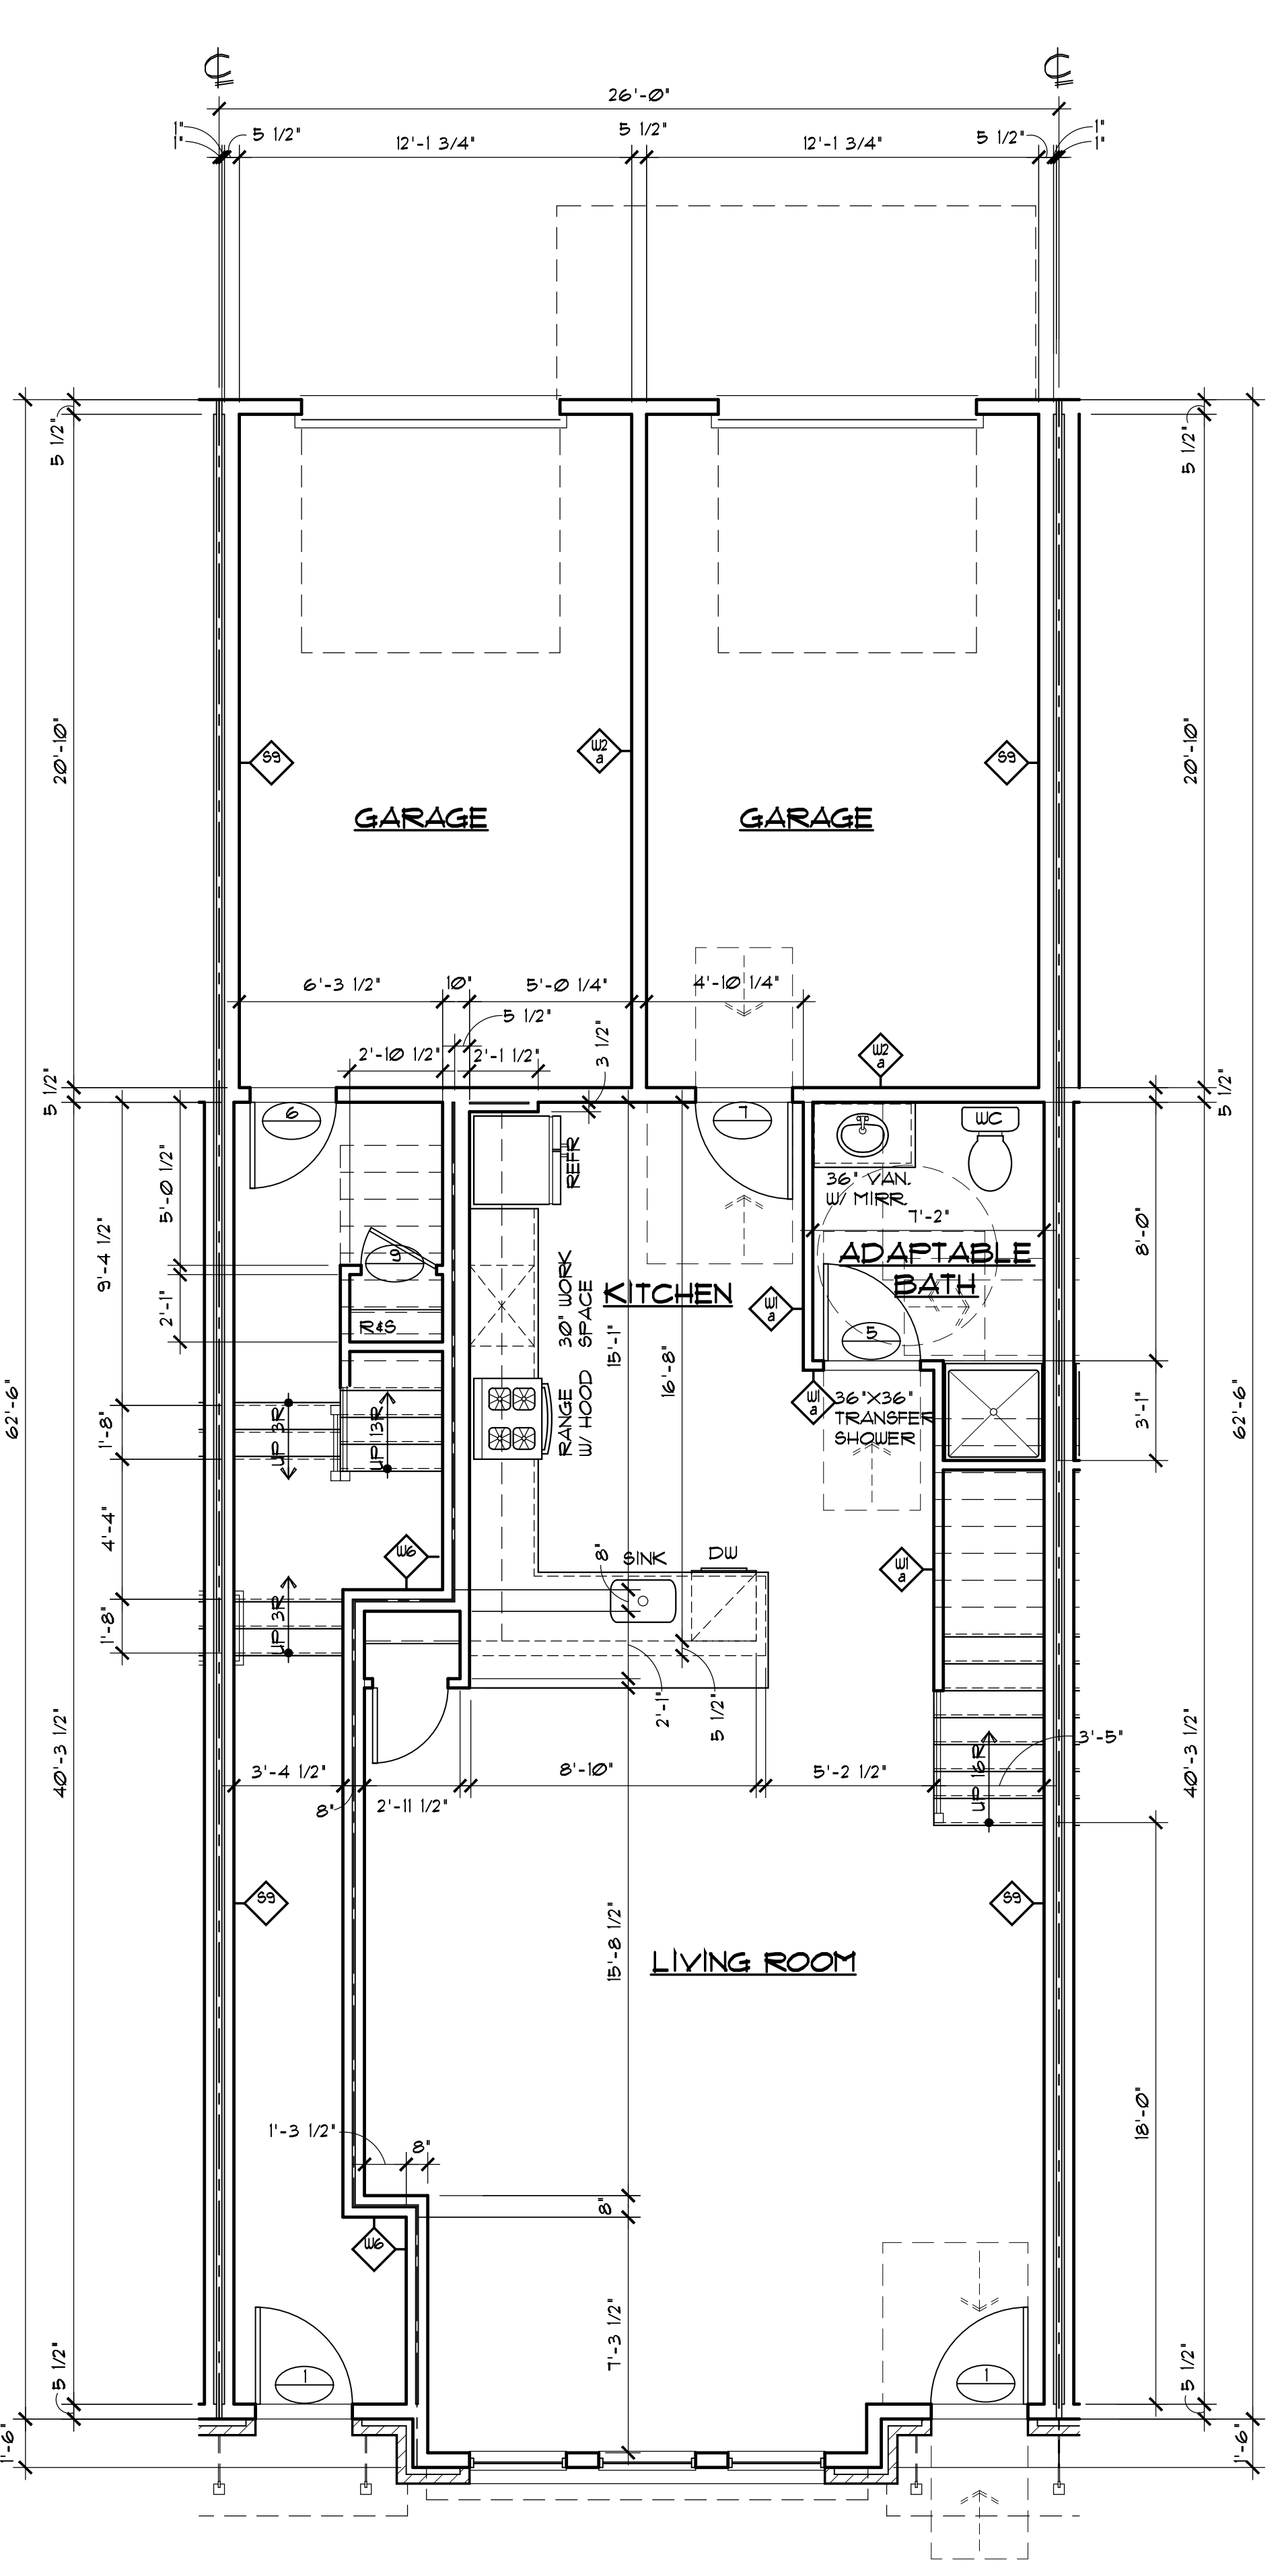 26'-0"
1"
1"
5 1/2"
12'-1 3/4"
5 1/2"
12'-1 3/4"
5 1/2"
1"
1"
5 1/2"
5 1/2"
20'-10"
20'-10"
S9
W2
a
S9
GARAGE
GARAGE
6'-3 1/2"
10"
5'-0 1/4"
4'-10 1/4"
5 1/2"
2'-10 1/2"
2'-1 1/2"
3 1/2"
W2
a
5 1/2"
5 1/2"
6
7
WC
REFR
36" VAN.
W/ MIRR.
7'-2"
5'-0 1/2"
9'-4 1/2"
8'-0"
9
ADAPTABLE
BATH
30" WORK
SPACE
KITCHEN
W1
a
2'-1"
R&S
5
15'-1"
16'-8"
62'-6"
62'-6"
W1
a
36"X36"
TRANSFER
SHOWER
RANGE
W/ HOOD
3'-1"
1'-8"
UP 3R
UP 13R
4'-4"
W6
8"
SINK
DW
W1
a
1'-8"
UP 3R
2'-1"
5 1/2"
40'-3 1/2"
40'-3 1/2"
3'-4 1/2"
8"
2'-11 1/2"
8'-10"
5'-2 1/2"
UP 16R
3'-5"
S9
S9
15'-8 1/2"
LIVING ROOM
18'-0"
1'-3 1/2"
8"
8"
W6
7'-3 1/2"
1
1
5 1/2"
5 1/2"
1'-6"
1'-6"